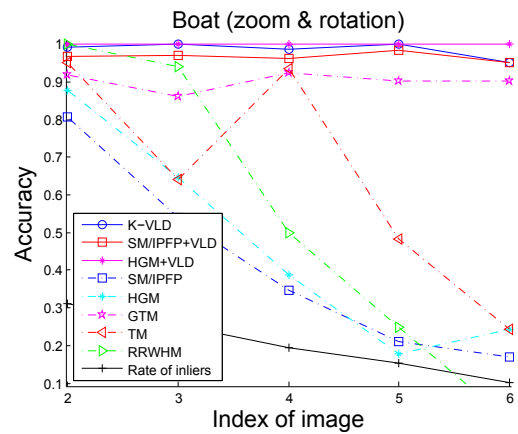 Boat (zoom & rotation)
Accuracy
1
0.9
0.8
0.7
0.6
0.5
0.4
0.3
0.2
0.1
K−VLD
SM/IPFP+VLD
HGM+VLD
SM/IPFP
HGM
GTM
TM
RRWHM
Rate of inliers
2
3
4
5
6
Index of image